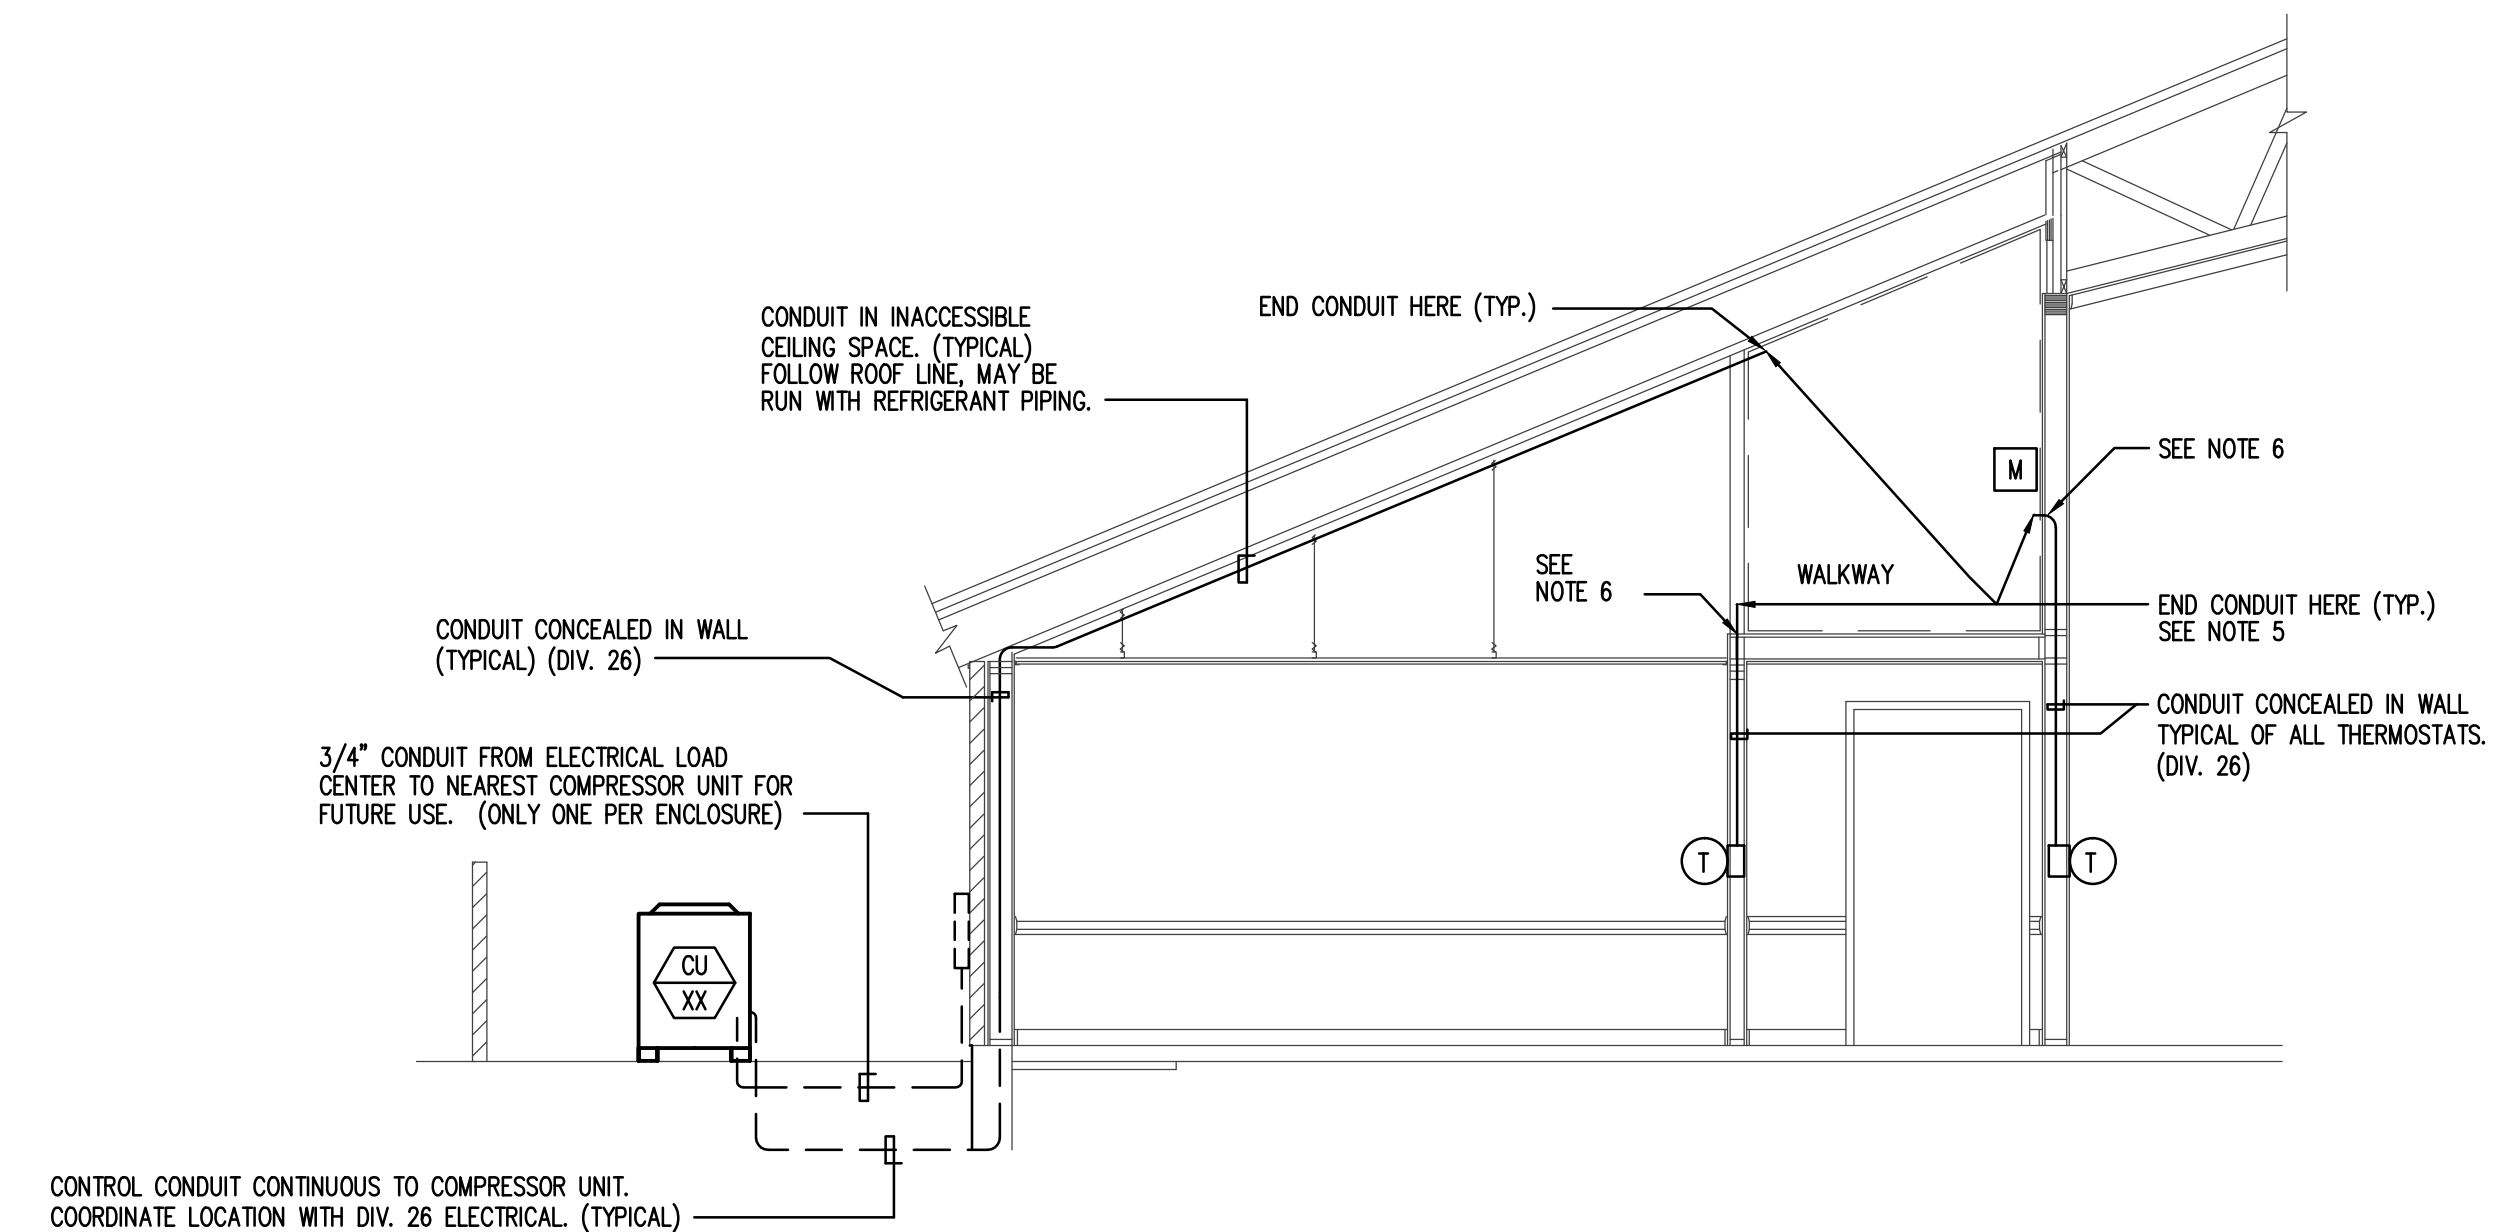 CONDUIT IN INACCESSIBLE
CEILING SPACE. (TYPICAL)
FOLLOW ROOF LINE, MAY BE
RUN WITH REFRIGERANT PIPING.
END CONDUIT HERE (TYP.)
SEE NOTE 6
M
SEE
NOTE 6
WALKWAY
END CONDUIT HERE (TYP.)
SEE NOTE 5
CONDUIT CONCEALED IN WALL
(TYPICAL) (DIV. 26)
CONDUIT CONCEALED IN WALL
TYPICAL OF ALL THERMOSTATS.
(DIV. 26)
3/4" CONDUIT FROM ELECTRICAL LOAD
CENTER TO NEAREST COMPRESSOR UNIT FOR
FUTURE USE. (ONLY ONE PER ENCLOSURE)
T
T
CU
XX
CONTROL CONDUIT CONTINUOUS TO COMPRESSOR UNIT.
COORDINATE LOCATION WITH DIV. 26 ELECTRICAL. (TYPICAL)